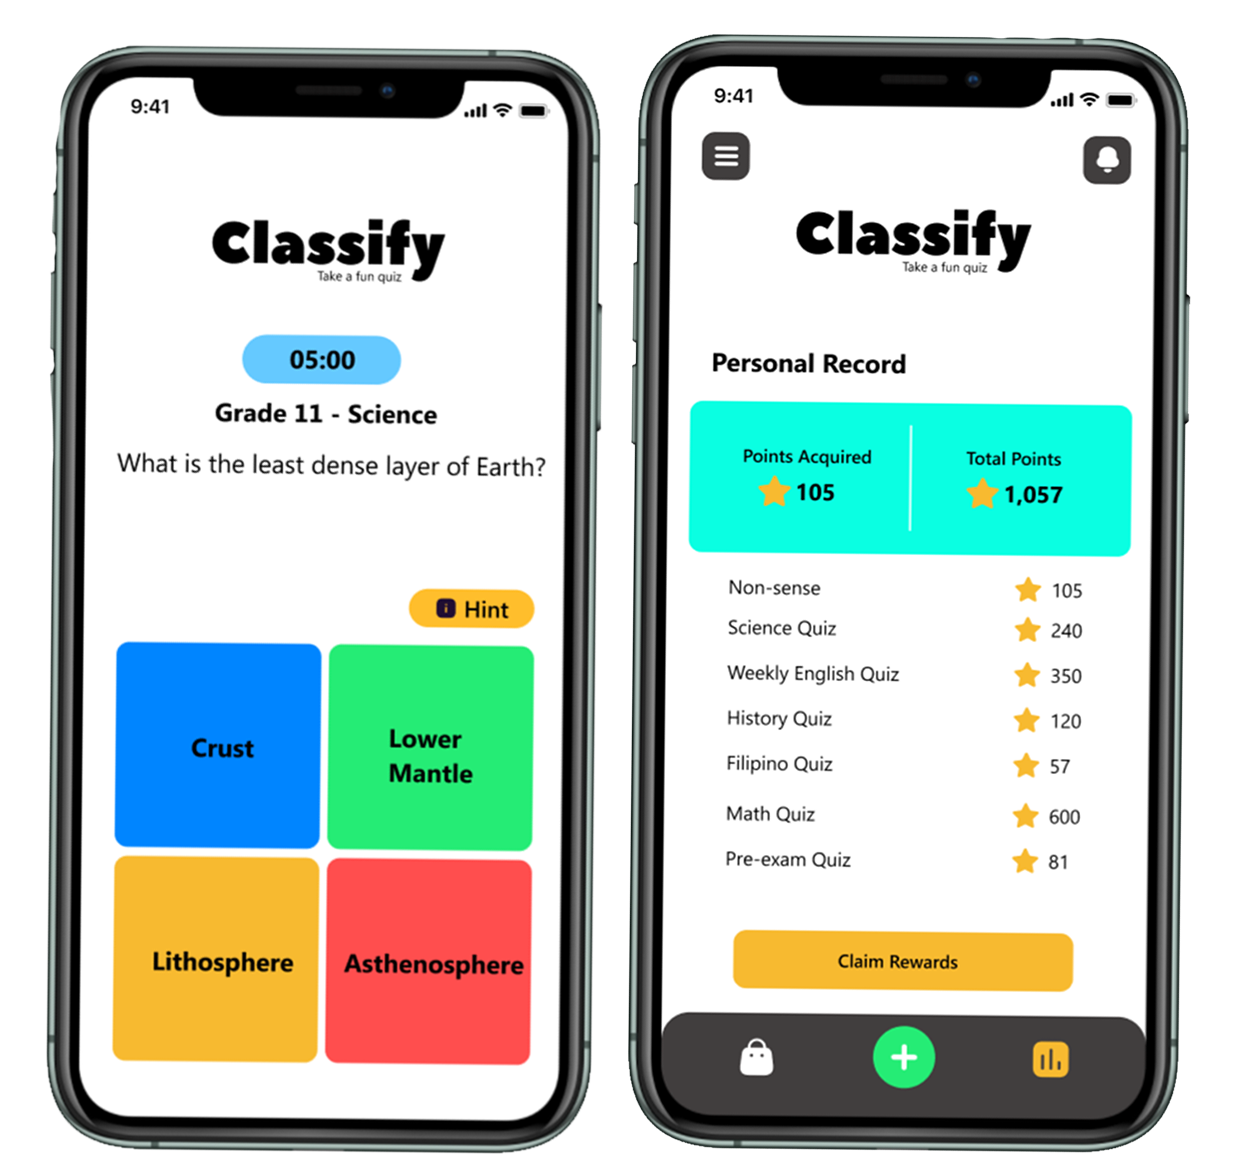 9:41
Classify
Take a fun quiz
05:00
Grade 11 - Science
What is the least dense layer of Earth?
Hint
Crust
Lower
Mantle
Lithosphere
Asthenosphere
9:41
Classify
Take a fun quiz
Personal Record
Points Acquired
105
Total Points
1,057
Non-sense 105
Science Quiz 240
Weekly English Quiz 350
History Quiz 120
Filipino Quiz 57
Math Quiz 600
Pre-exam Quiz 81
Claim Rewards